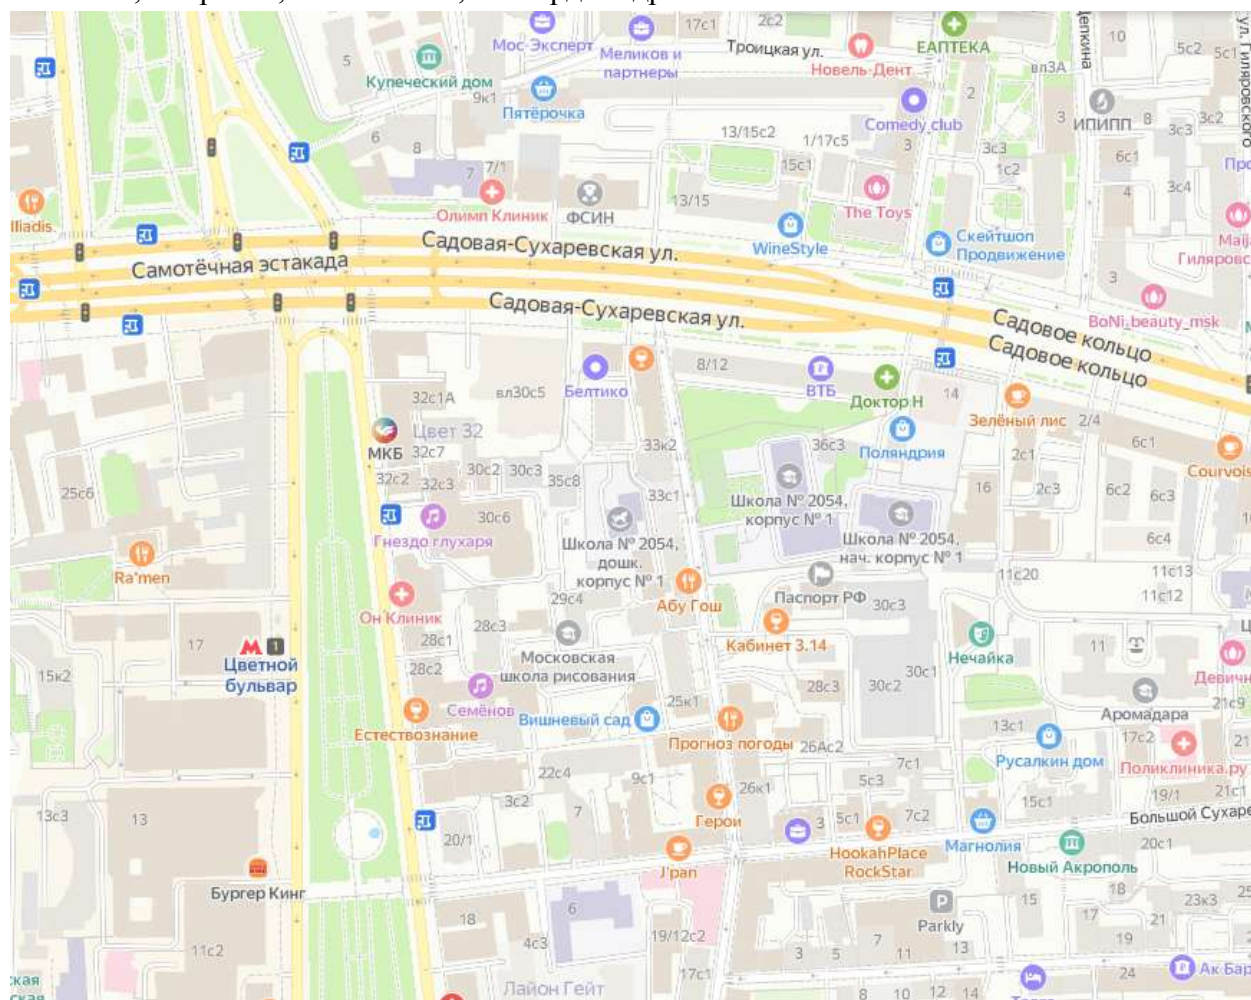 17с1
2с2
Мос-Эксперт
Меликов и
партнеры
Троицкая ул.
ЕАПТЕКА
10
5с2
5с1
ул. Гиляровского
5
Купеческий дом
Новель-Дент
вл3А
9к1
Пятёрочка
2
Comedy club
3
ИПИПП
8
3с3
3с2
6
8
13/15с2
1/17с5
3
3с3
1с2
6с1
15с1
7
7/1
4
3с4
Олимп Клиник
ФСИН
13/15
The Toys
WineStyle
Скейтшоп
Продвижение
Садовая-Сухаревская ул.
Самотёчная эстакада
3
BoNi_beauty_msk
Садовая-Сухаревская ул.
Садовое кольцо
Садовое кольцо
8/12
Белтико
вл30с5
32с1А
ВТБ
Доктор Н
14
Зелёный лис
2/4
6с1
Цвет 32
МКБ
32с7
33к2
36с3
Поляндрия
2с1
Courvois
32с2
32с3
30с2
30с3
35с8
33с1
25с6
16
2с3
6с2
6с3
Школа № 2054,
корпус № 1
Гнездо глухаря
30с6
Школа № 2054,
дошк.
корпус № 1
Школа № 2054,
нач. корпус № 1
6с4
Ra'men
11с20
11с13
11с12
Абу Гош
Паспорт РФ
30с3
29с4
Он Клиник
28с1
28с3
Кабинет 3.14
Нечайка
11
17
1
Цветной
бульвар
15к2
28с2
Московская
школа рисования
30с1
30с2
28с3
Семёнов
25к1
Аромадара
21с9
Естествознание
Вишневый сад
Прогноз погоды
26Ас2
13с1
17с2
Русалкин дом
Поликлиника.ру
22с4
9с1
7с1
5с3
26к1
3с2
7
15с1
19/1
21с1
13с3
13
Герои
3
5с1
7с2
Большой Сухаре
20/1
J'pan
HookahPlace
RockStar
Магнолия
20с1
Новый Акрополь
Бургер Кинг
18
6
Parkly
15
18
23к3
17
21
11с2
4с3
19/12с2
7
13
19
3
5
11
17с1
24
Ак Бар
Лайон Гейт
8
10
12
14